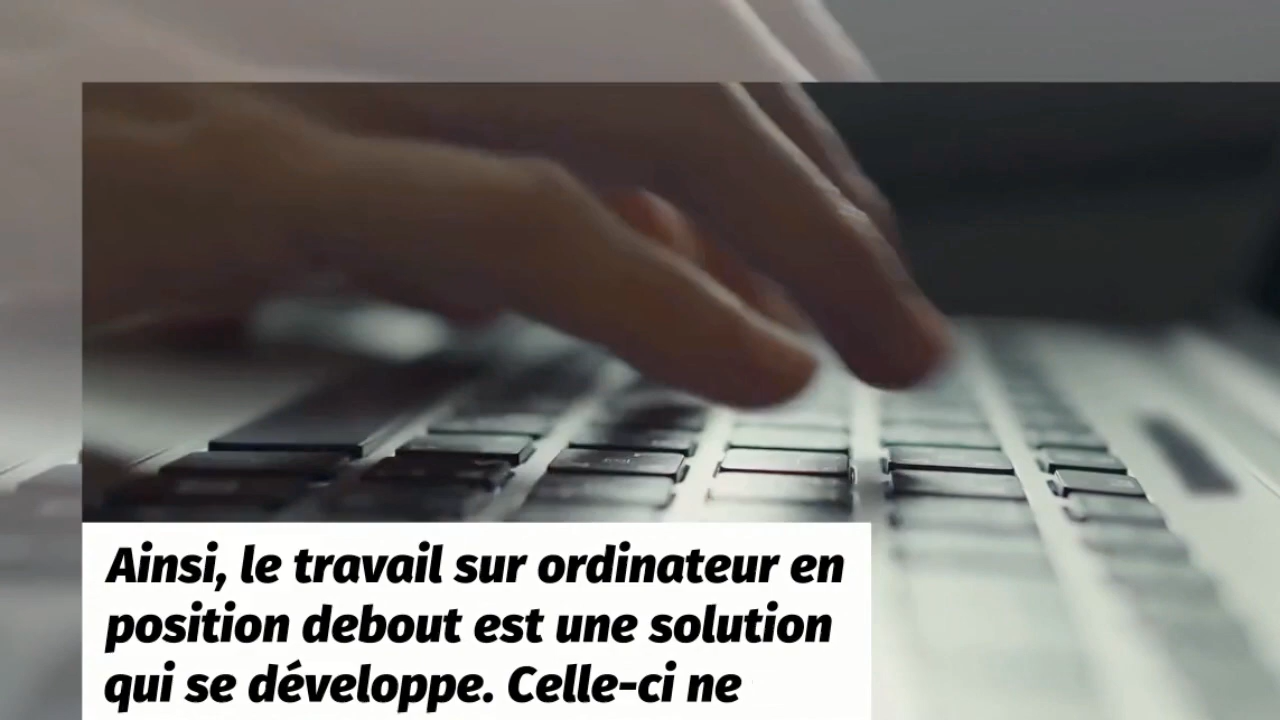 Ainsi, le travail sur ordinateur en
position debout est une solution
qui se développe. Celle-ci ne